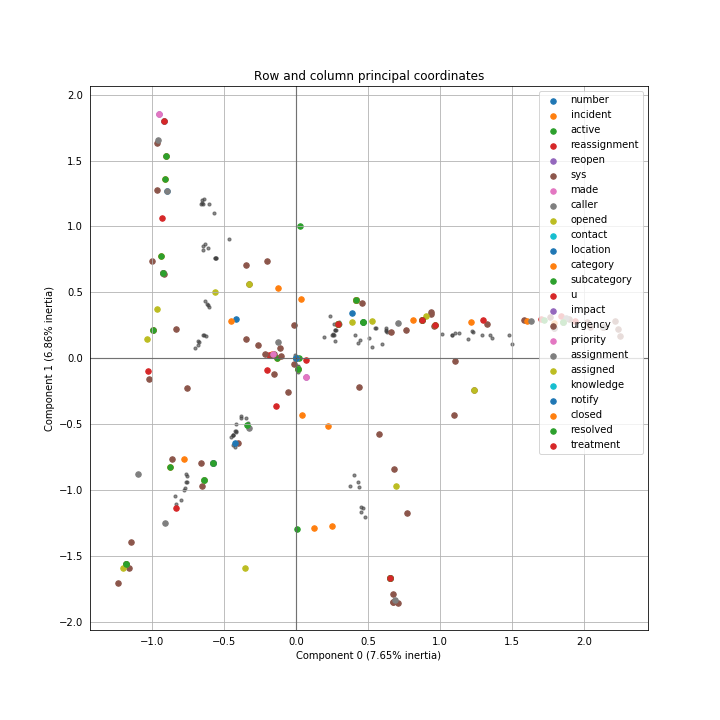 Row and column principal coordinates
2.0
1.5
1.0
0.5
0.0
−0.5
−1.0
−1.5
−2.0
Component 1 (6.86% inertia)
−1.0 −0.5 0.0 0.5 1.0 1.5 2.0
Component 0 (7.65% inertia)
number
incident
active
reassignment
reopen
sys
made
caller
opened
contact
location
category
subcategory
u
impact
urgency
priority
assignment
assigned
knowledge
notify
closed
resolved
treatment